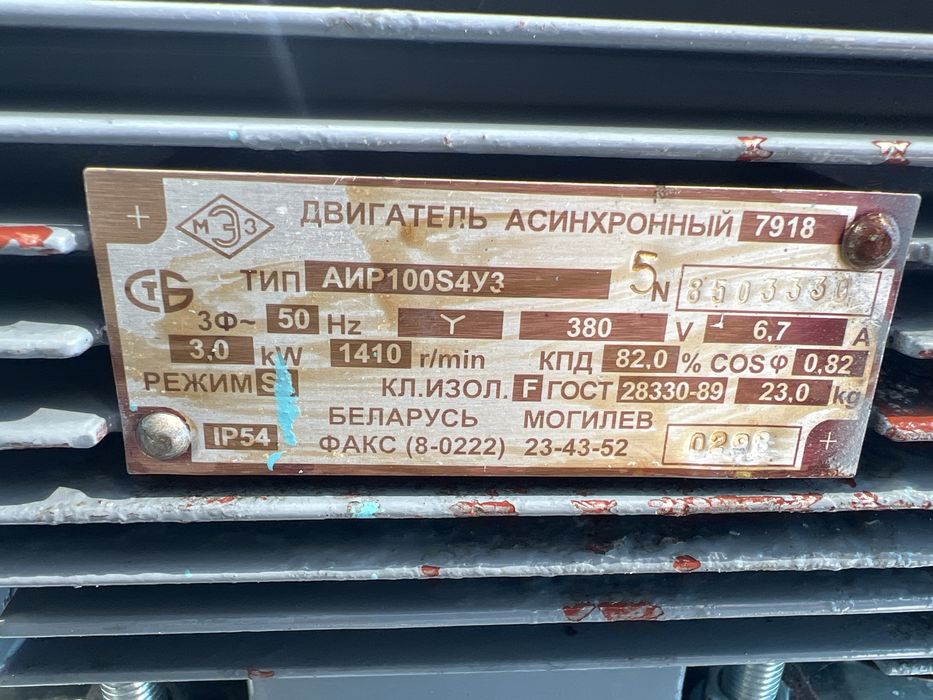 МЭЗ ДВИГАТЕЛЬ АСИНХРОННЫЙ 7918
СТБ ТИП АИР100S4У3 5 N
3Ф~ 50 Hz Y 380 V 6,7 A
3,0 kW 1410 r/min КПД 82,0 % COS φ 0,82
РЕЖИМ КЛ.ИЗОЛ. F ГОСТ 28330-89 23,0 kg
IP54 БЕЛАРУСЬ МОГИЛЕВ
ФАКС (8-0222) 23-43-52